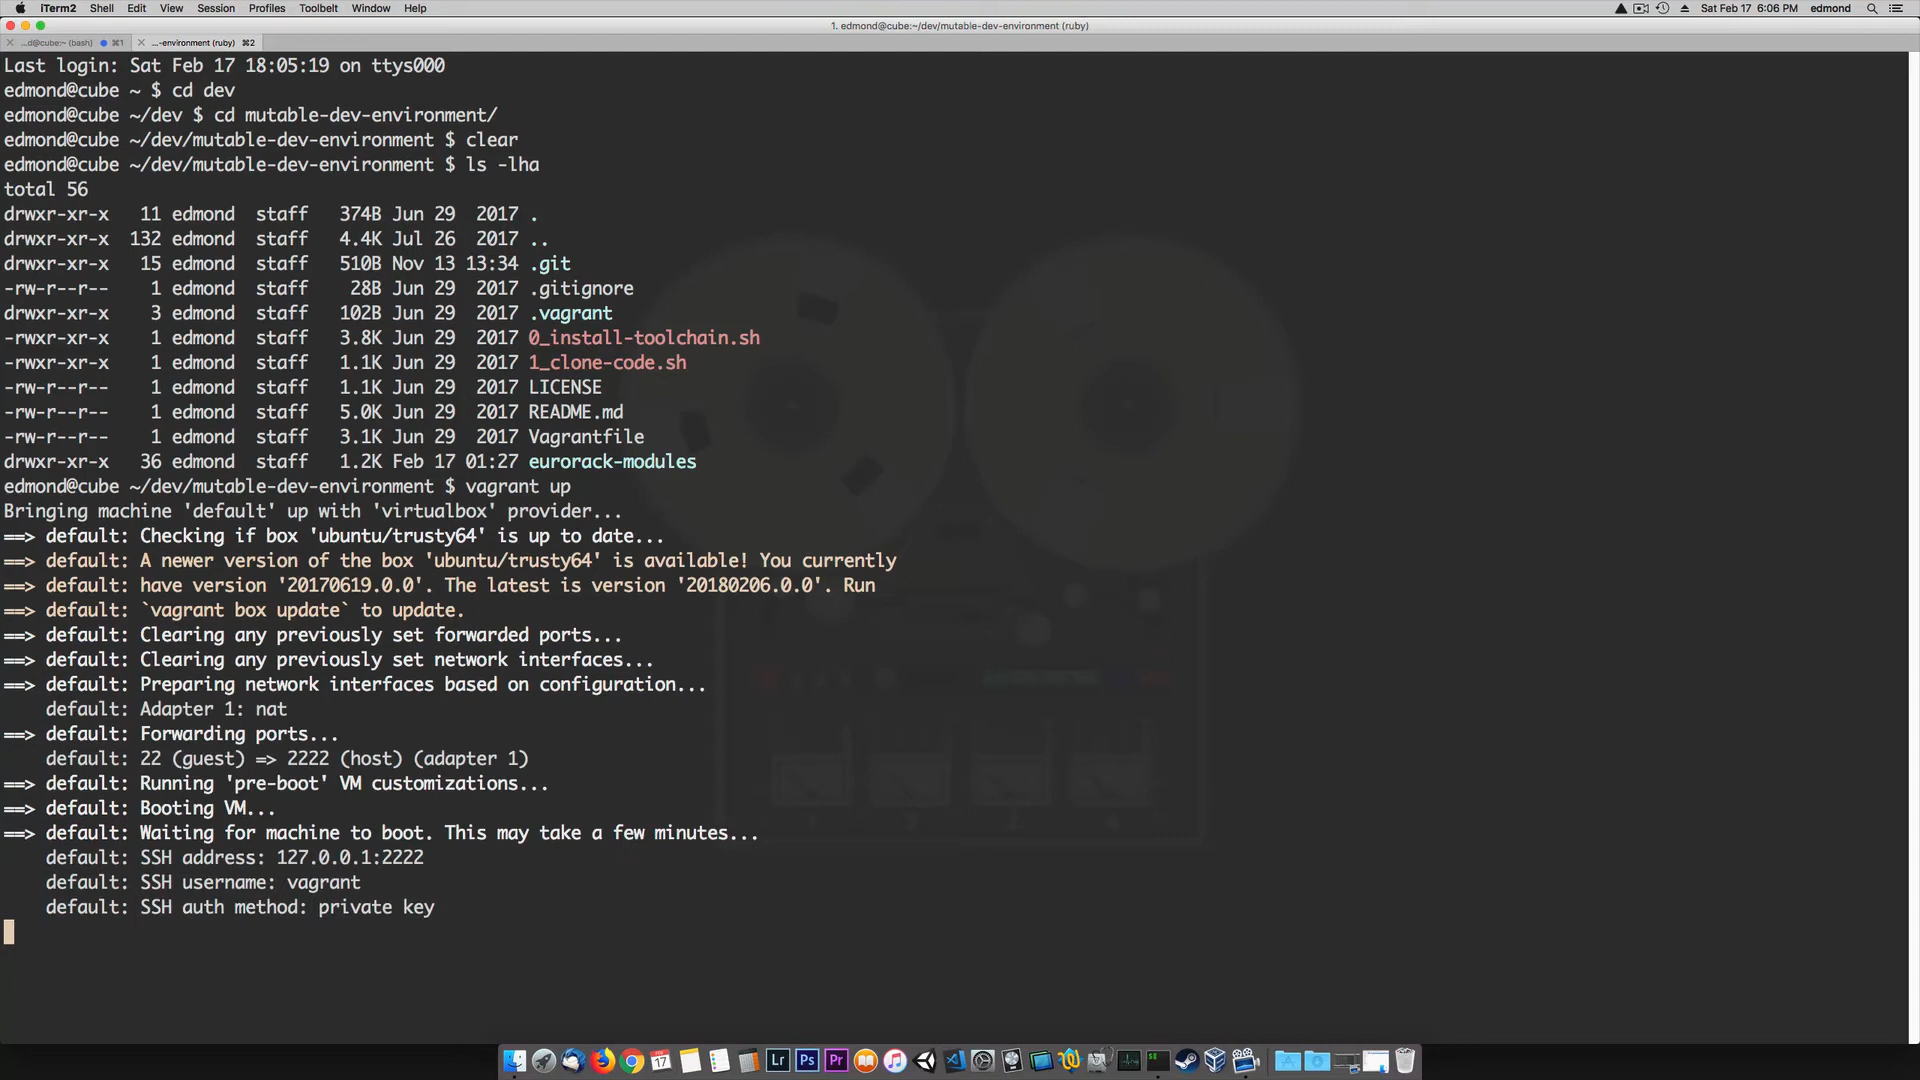 iTerm2 Shell Edit View Session Profiles Toolbelt Window Help
Sat Feb 17 6:06 PM edmond
1. edmond@cube:~/dev/mutable-dev-environment (ruby)
...d@cube:~ (bash) ⌘1 ...-environment (ruby) ⌘2
Last login: Sat Feb 17 18:05:19 on ttys000
edmond@cube ~ $ cd dev
edmond@cube ~/dev $ cd mutable-dev-environment/
edmond@cube ~/dev/mutable-dev-environment $ clear
edmond@cube ~/dev/mutable-dev-environment $ ls -lha
total 56
drwxr-xr-x 11 edmond staff 374B Jun 29 2017 .
drwxr-xr-x 132 edmond staff 4.4K Jul 26 2017 ..
drwxr-xr-x 15 edmond staff 510B Nov 13 13:34 .git
-rw-r--r-- 1 edmond staff 28B Jun 29 2017 .gitignore
drwxr-xr-x 3 edmond staff 102B Jun 29 2017 .vagrant
-rwxr-xr-x 1 edmond staff 3.8K Jun 29 2017 0_install-toolchain.sh
-rwxr-xr-x 1 edmond staff 1.1K Jun 29 2017 1_clone-code.sh
-rw-r--r-- 1 edmond staff 1.1K Jun 29 2017 LICENSE
-rw-r--r-- 1 edmond staff 5.0K Jun 29 2017 README.md
-rw-r--r-- 1 edmond staff 3.1K Jun 29 2017 Vagrantfile
drwxr-xr-x 36 edmond staff 1.2K Feb 17 01:27 eurorack-modules
edmond@cube ~/dev/mutable-dev-environment $ vagrant up
Bringing machine 'default' up with 'virtualbox' provider...
==> default: Checking if box 'ubuntu/trusty64' is up to date...
==> default: A newer version of the box 'ubuntu/trusty64' is available! You currently
==> default: have version '20170619.0.0'. The latest is version '20180206.0.0'. Run
==> default: `vagrant box update` to update.
==> default: Clearing any previously set forwarded ports...
==> default: Clearing any previously set network interfaces...
==> default: Preparing network interfaces based on configuration...
default: Adapter 1: nat
==> default: Forwarding ports...
default: 22 (guest) => 2222 (host) (adapter 1)
==> default: Running 'pre-boot' VM customizations...
==> default: Booting VM...
==> default: Waiting for machine to boot. This may take a few minutes...
default: SSH address: 127.0.0.1:2222
default: SSH username: vagrant
default: SSH auth method: private key
17 Lr Ps Pr